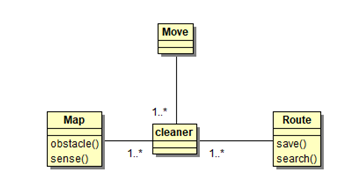 Move
1..*
Map
cleaner
Route
obstacle()
sense()
save()
search()
1..*
1..*